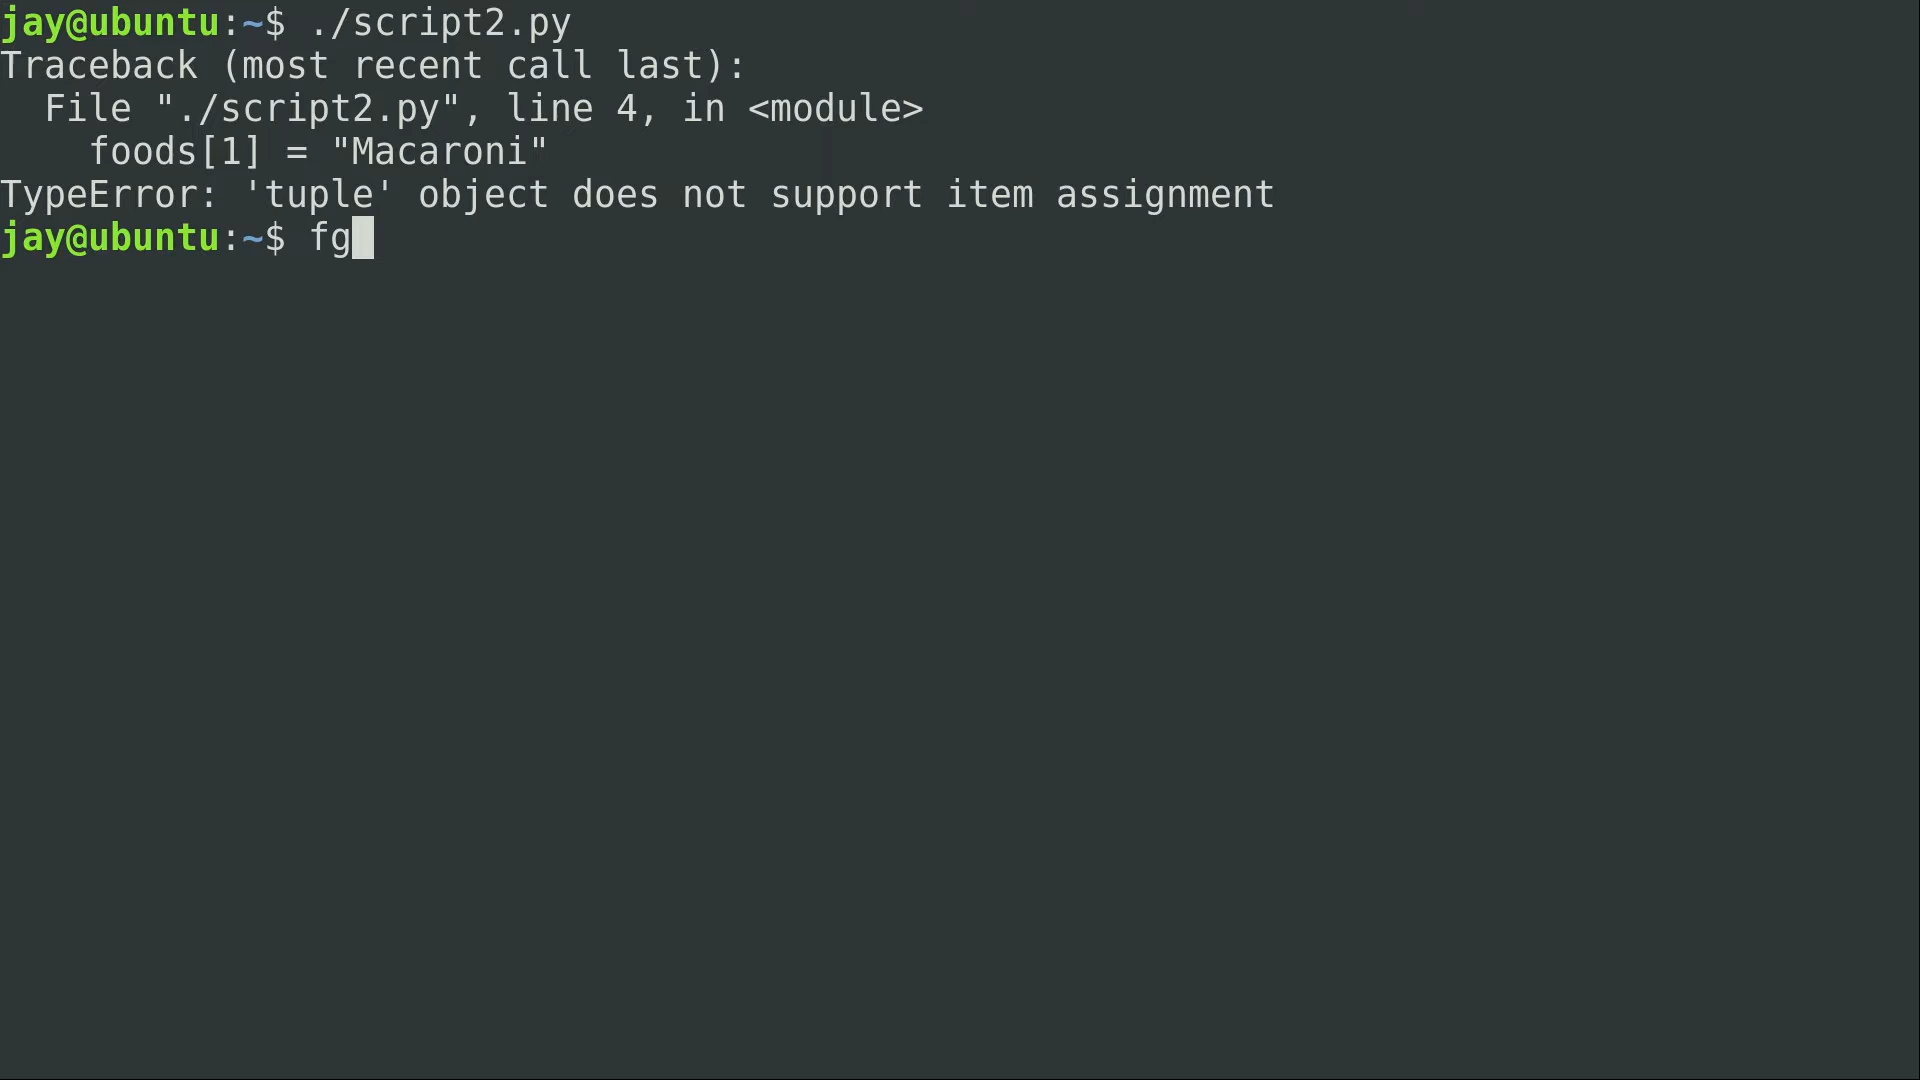 jay@ubuntu:~$ ./script2.py
Traceback (most recent call last):
  File "./script2.py", line 4, in <module>
    foods[1] = "Macaroni"
TypeError: 'tuple' object does not support item assignment
jay@ubuntu:~$ fg